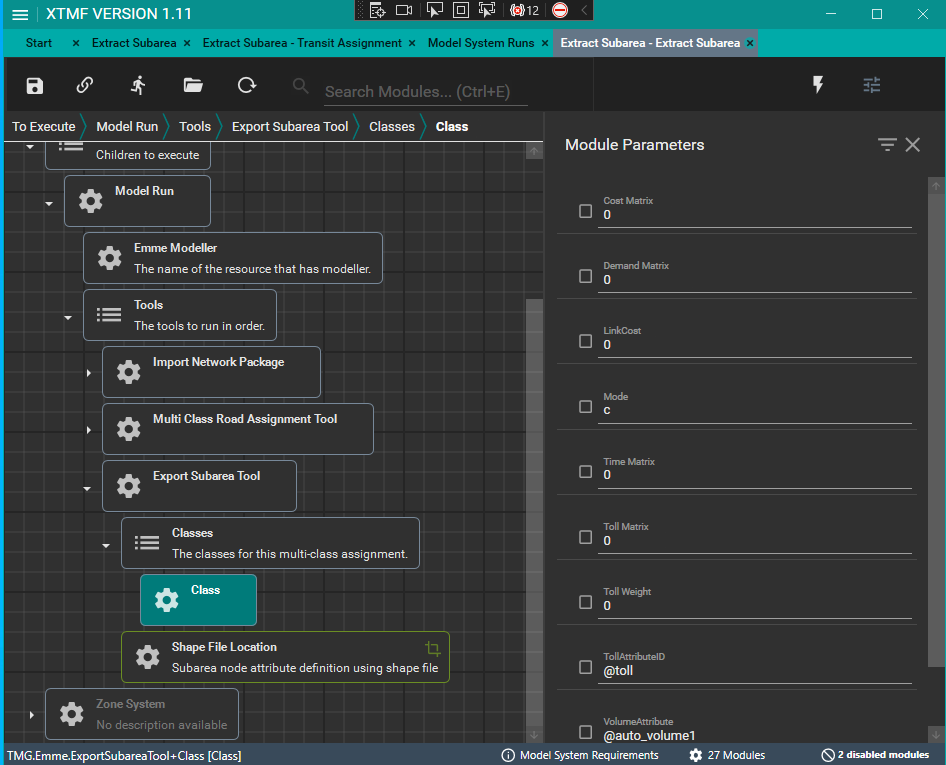 XTMF VERSION 1.11
12
Start × Extract Subarea × Extract Subarea - Transit Assignment × Model System Runs × Extract Subarea - Extract Subarea ×
Search Modules... (Ctrl+E)
To Execute Model Run Tools Export Subarea Tool Classes Class
Children to execute
Model Run
Emme Modeller
The name of the resource that has modeller.
Tools
The tools to run in order.
Import Network Package
Multi Class Road Assignment Tool
Export Subarea Tool
Classes
The classes for this multi-class assignment.
Class
Shape File Location
Subarea node attribute definition using shape file
Zone System
No description available
Module Parameters
Cost Matrix
0
Demand Matrix
0
LinkCost
0
Mode
c
Time Matrix
0
Toll Matrix
0
Toll Weight
0
TollAttributeID
@toll
VolumeAttribute
@auto_volume1
TMG.Emme.ExportSubareaTool+Class [Class]
Model System Requirements
27 Modules
2 disabled modules